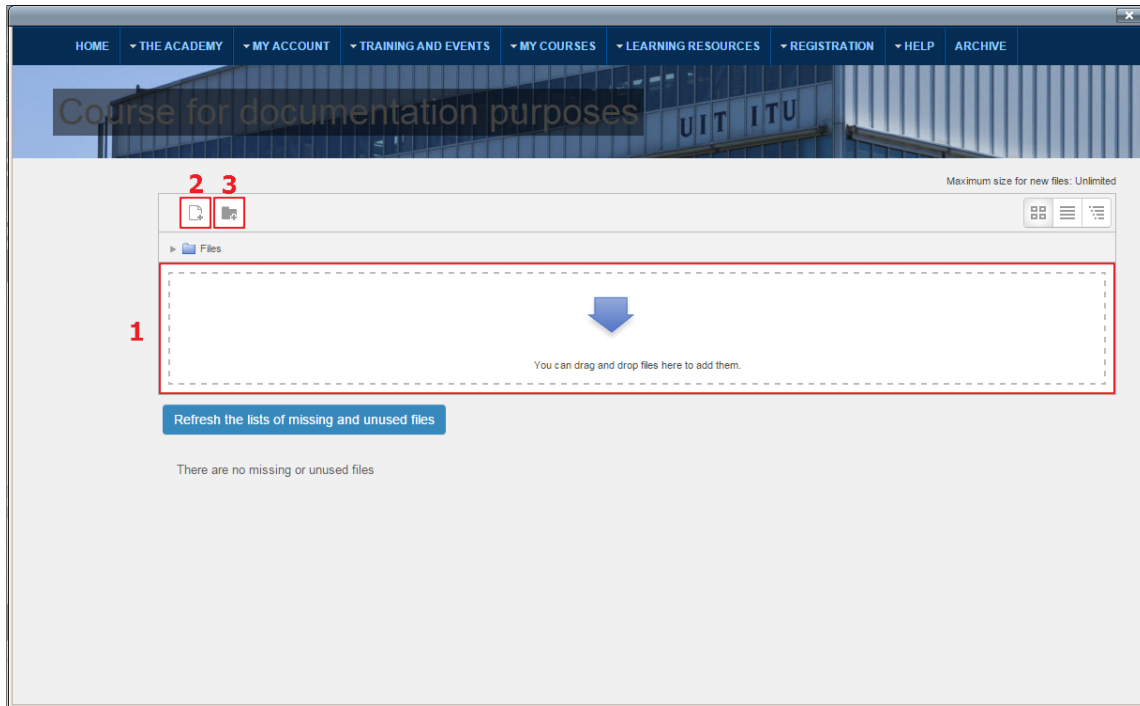 HOME THE ACADEMY MY ACCOUNT TRAINING AND EVENTS MY COURSES LEARNING RESOURCES REGISTRATION HELP ARCHIVE
Course for documentation purposes
UIT ITU
Maximum size for new files: Unlimited
2 3
Files
1
You can drag and drop files here to add them.
Refresh the lists of missing and unused files
There are no missing or unused files